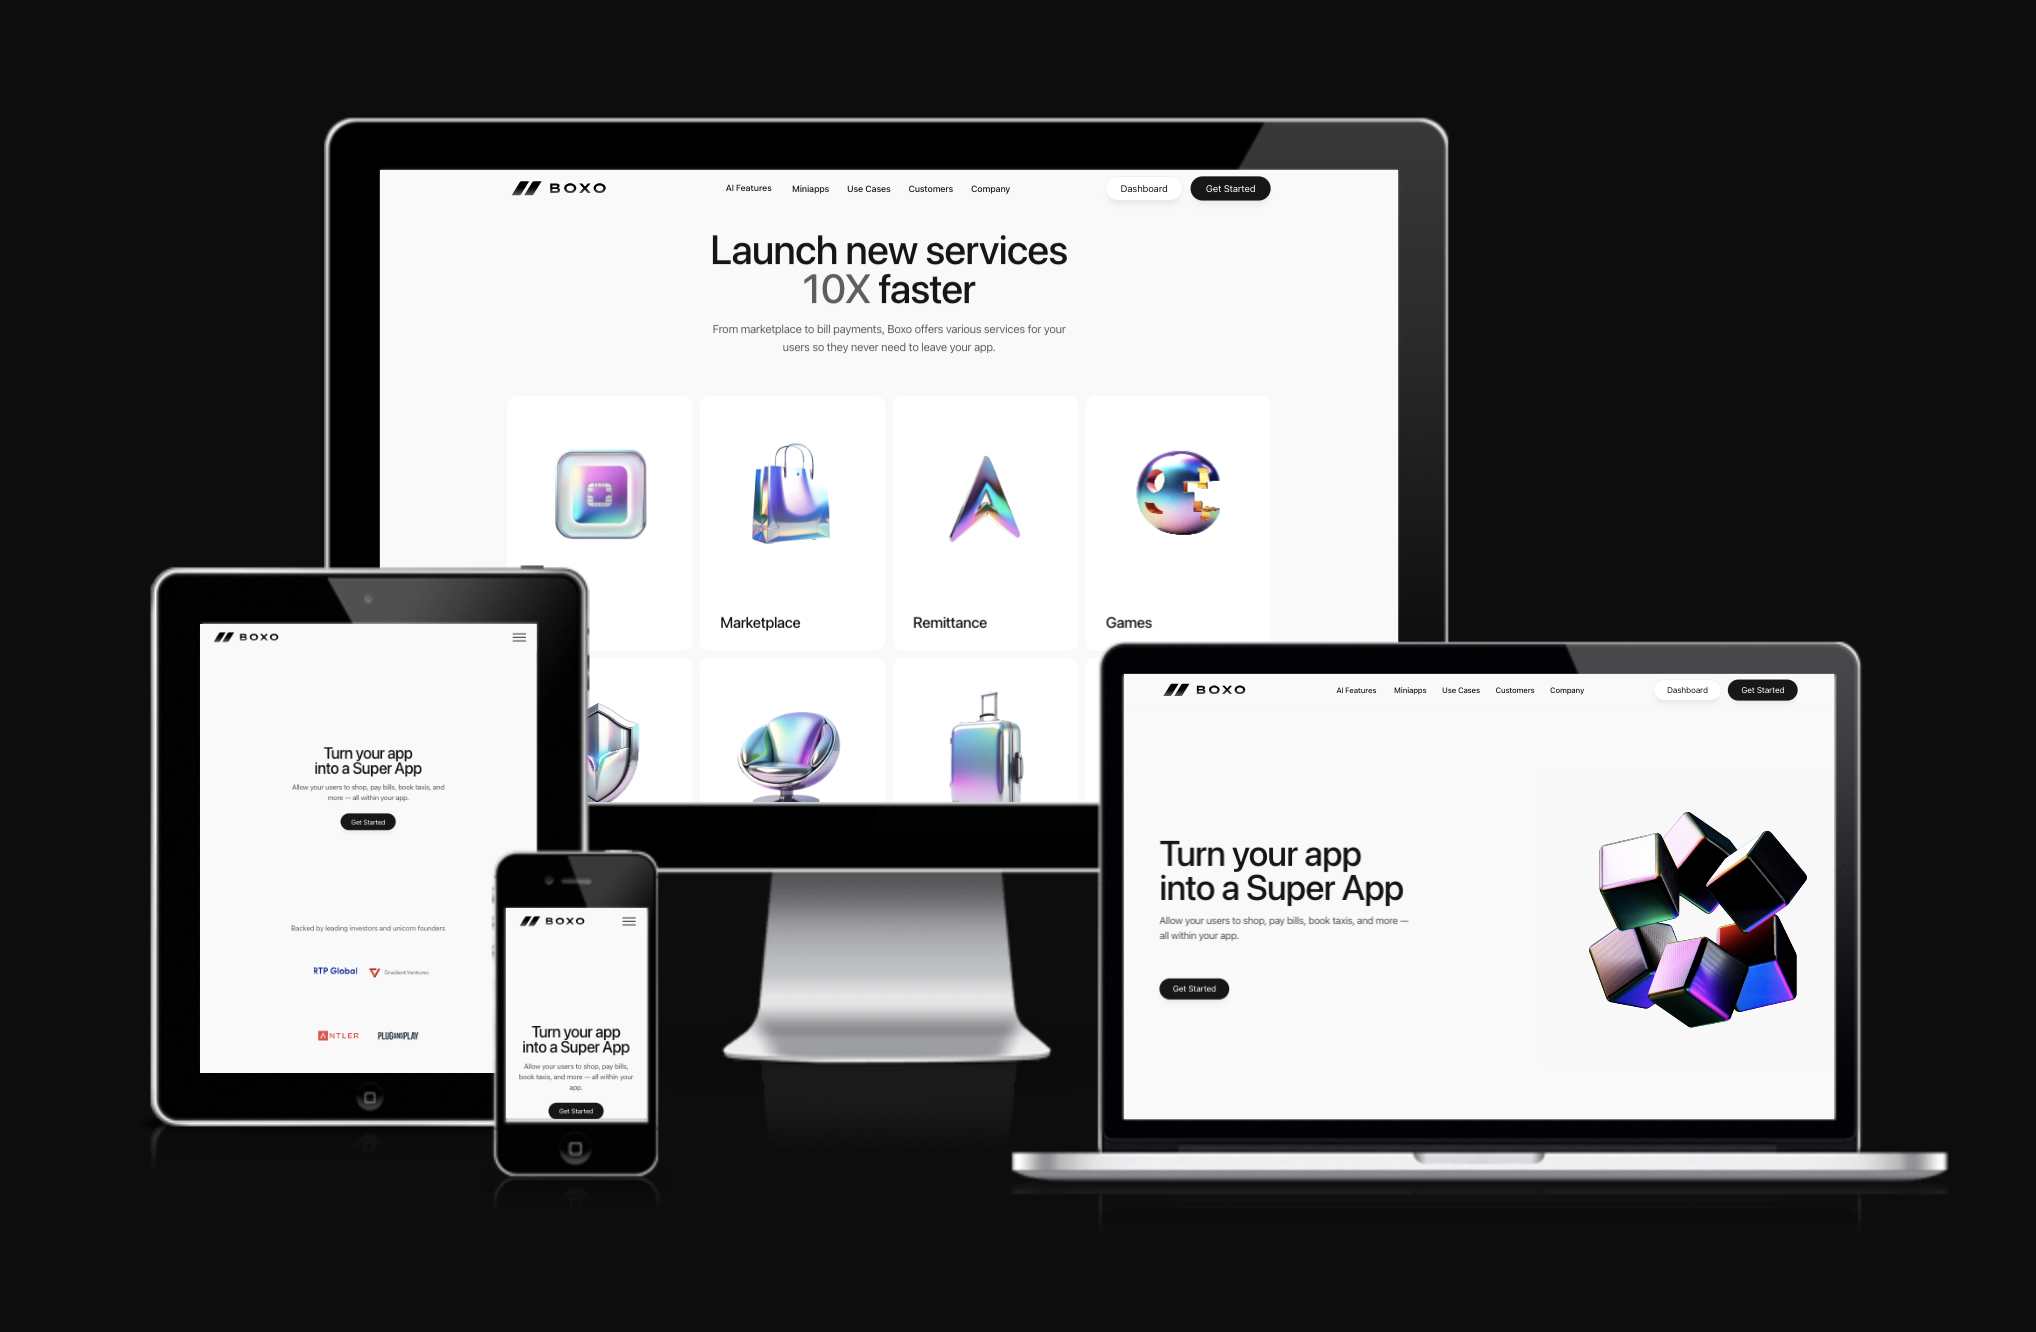 BOXO
AI Features
Miniapps
Use Cases
Customers
Company
Dashboard
Get Started
Launch new services
10X faster
From marketplace to bill payments, Boxo offers various services for your
users so they never need to leave your app.
Marketplace
Remittance
Games
BOXO
Turn your app
into a Super App
Allow your users to shop, pay bills, book taxis, and
more — all within your app.
Get Started
Backed by leading investors and unicorn founders
RTP Global
Gradient Ventures
ANTLER
PLUGANDPLAY
BOXO
Turn your app
into a Super App
Allow your users to shop, pay bills,
book taxis, and more — all within your
app.
Get Started
BOXO
AI Features
Miniapps
Use Cases
Customers
Company
Dashboard
Get Started
Turn your app
into a Super App
Allow your users to shop, pay bills, book taxis, and more —
all within your app.
Get Started